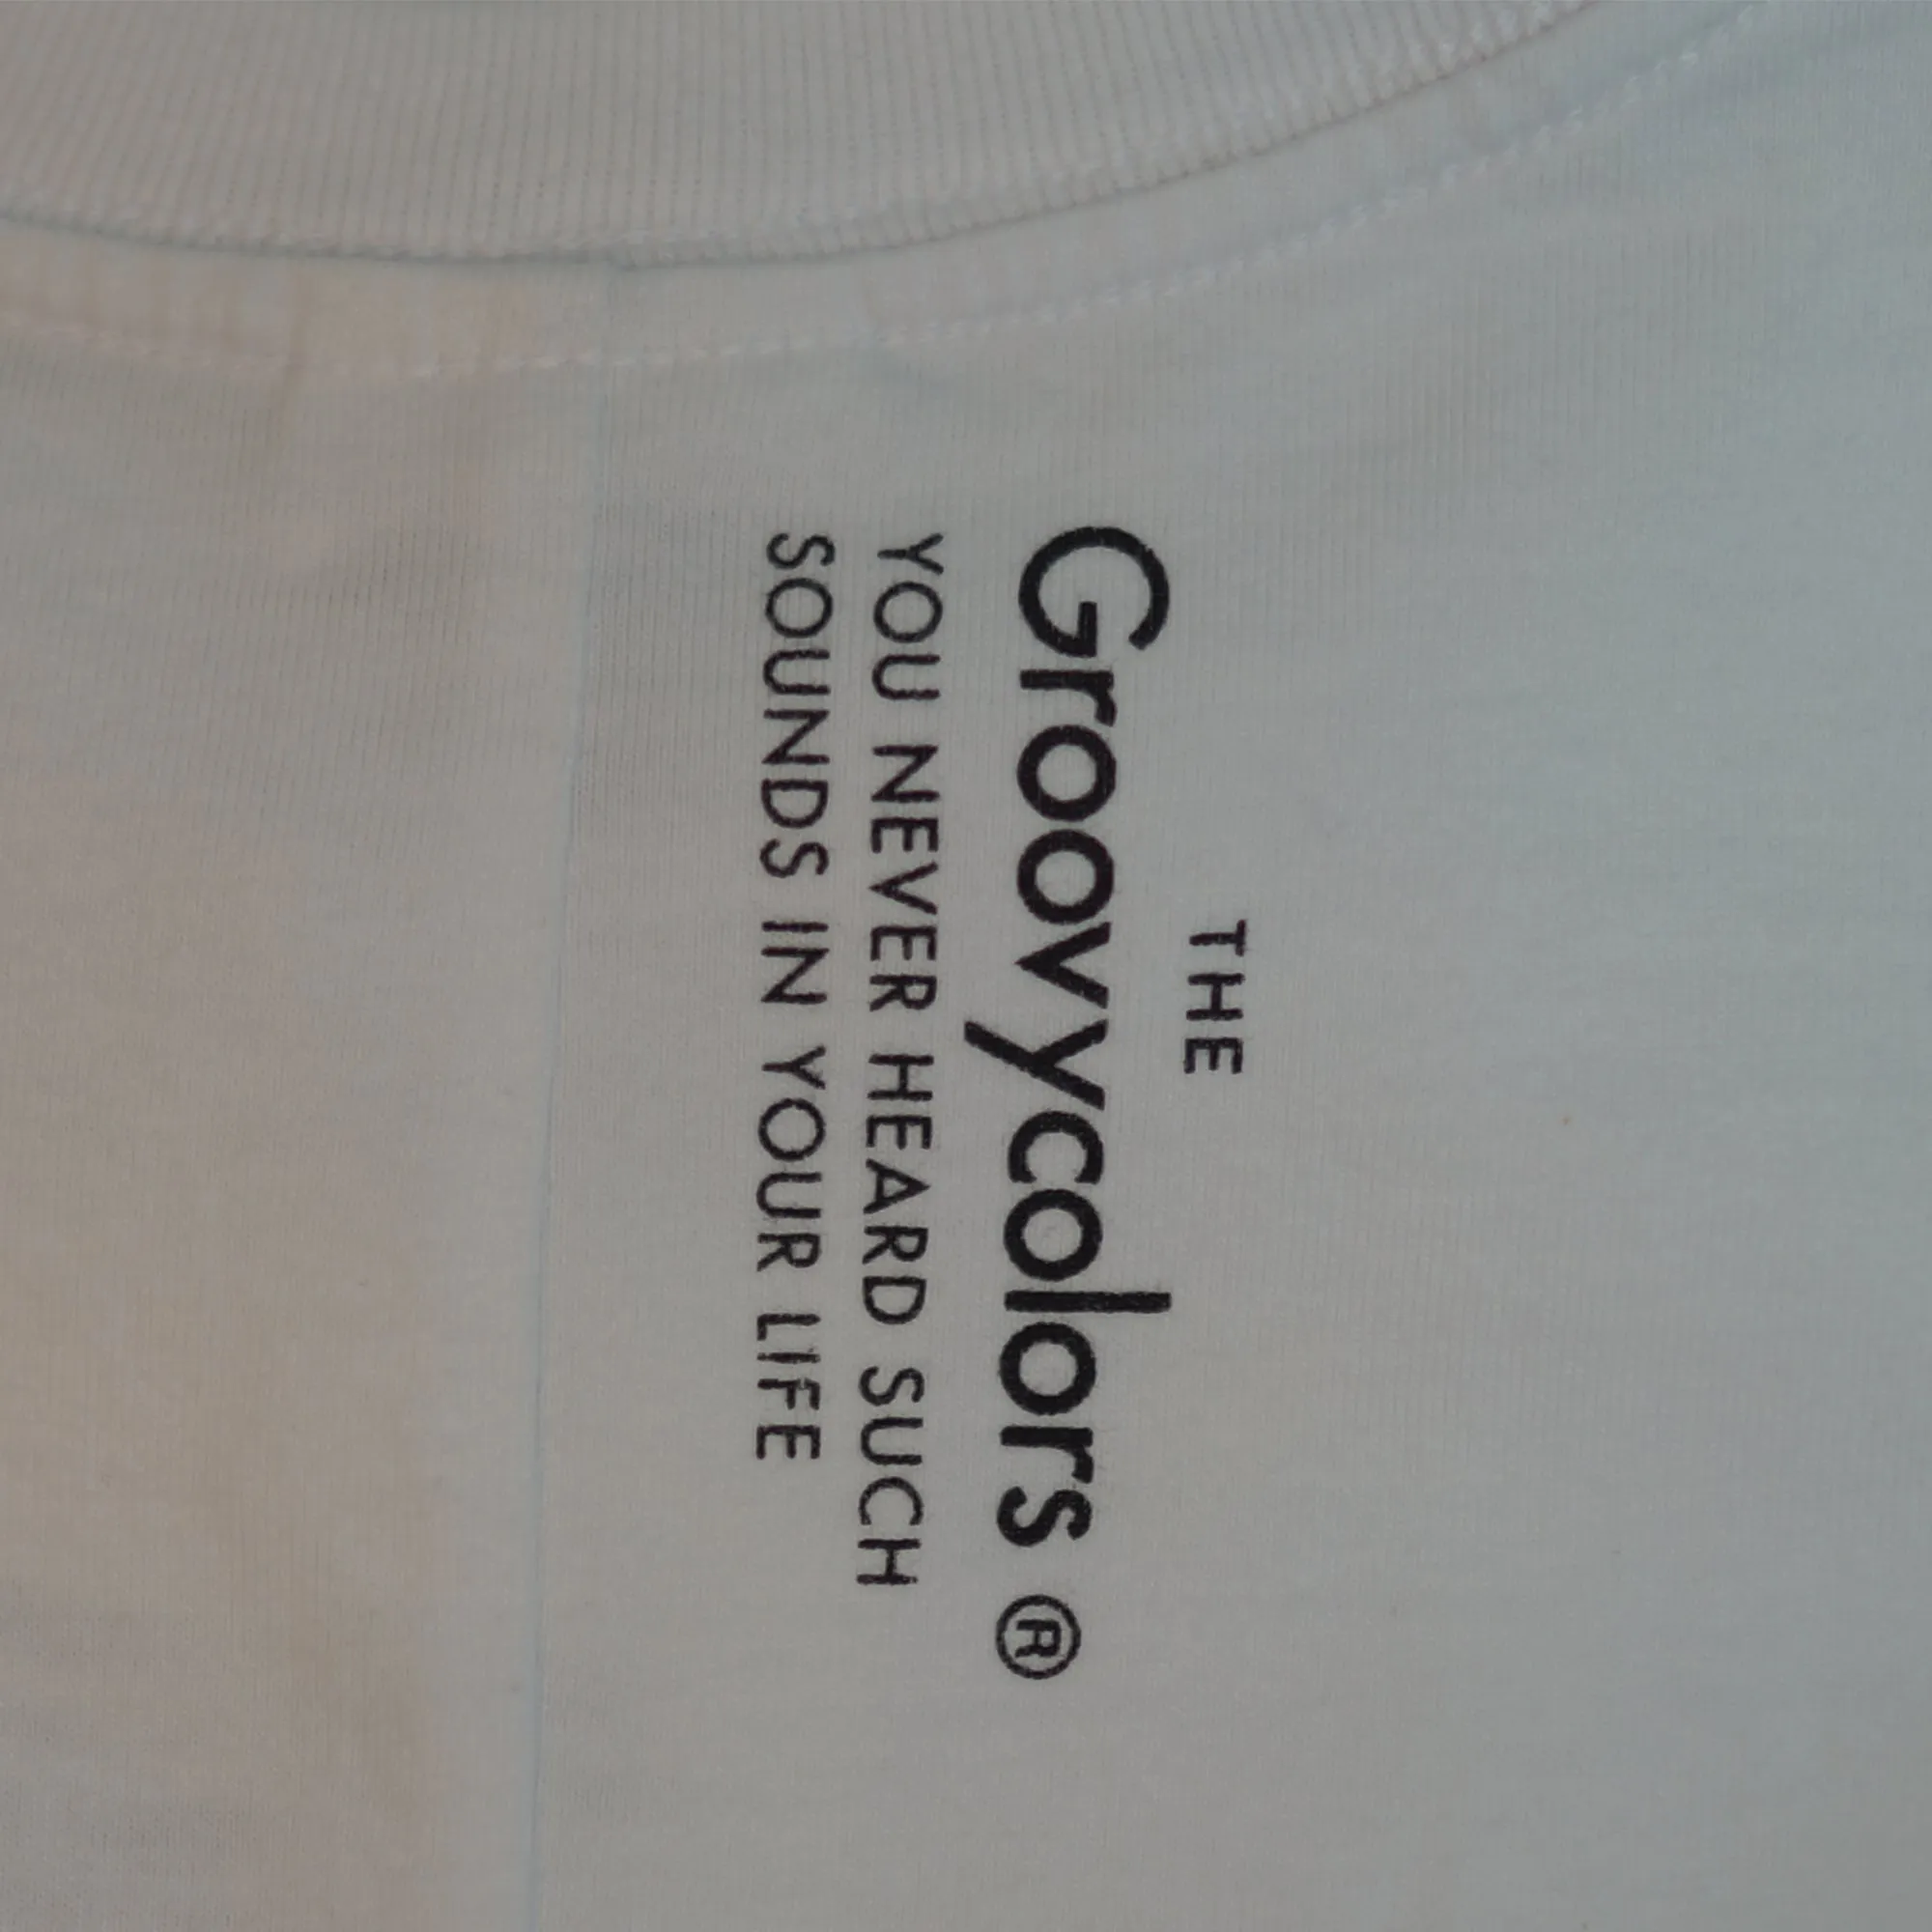 THE
Groovycolors ®
YOU NEVER HEARD SUCH
SOUNDS IN YOUR LIFE